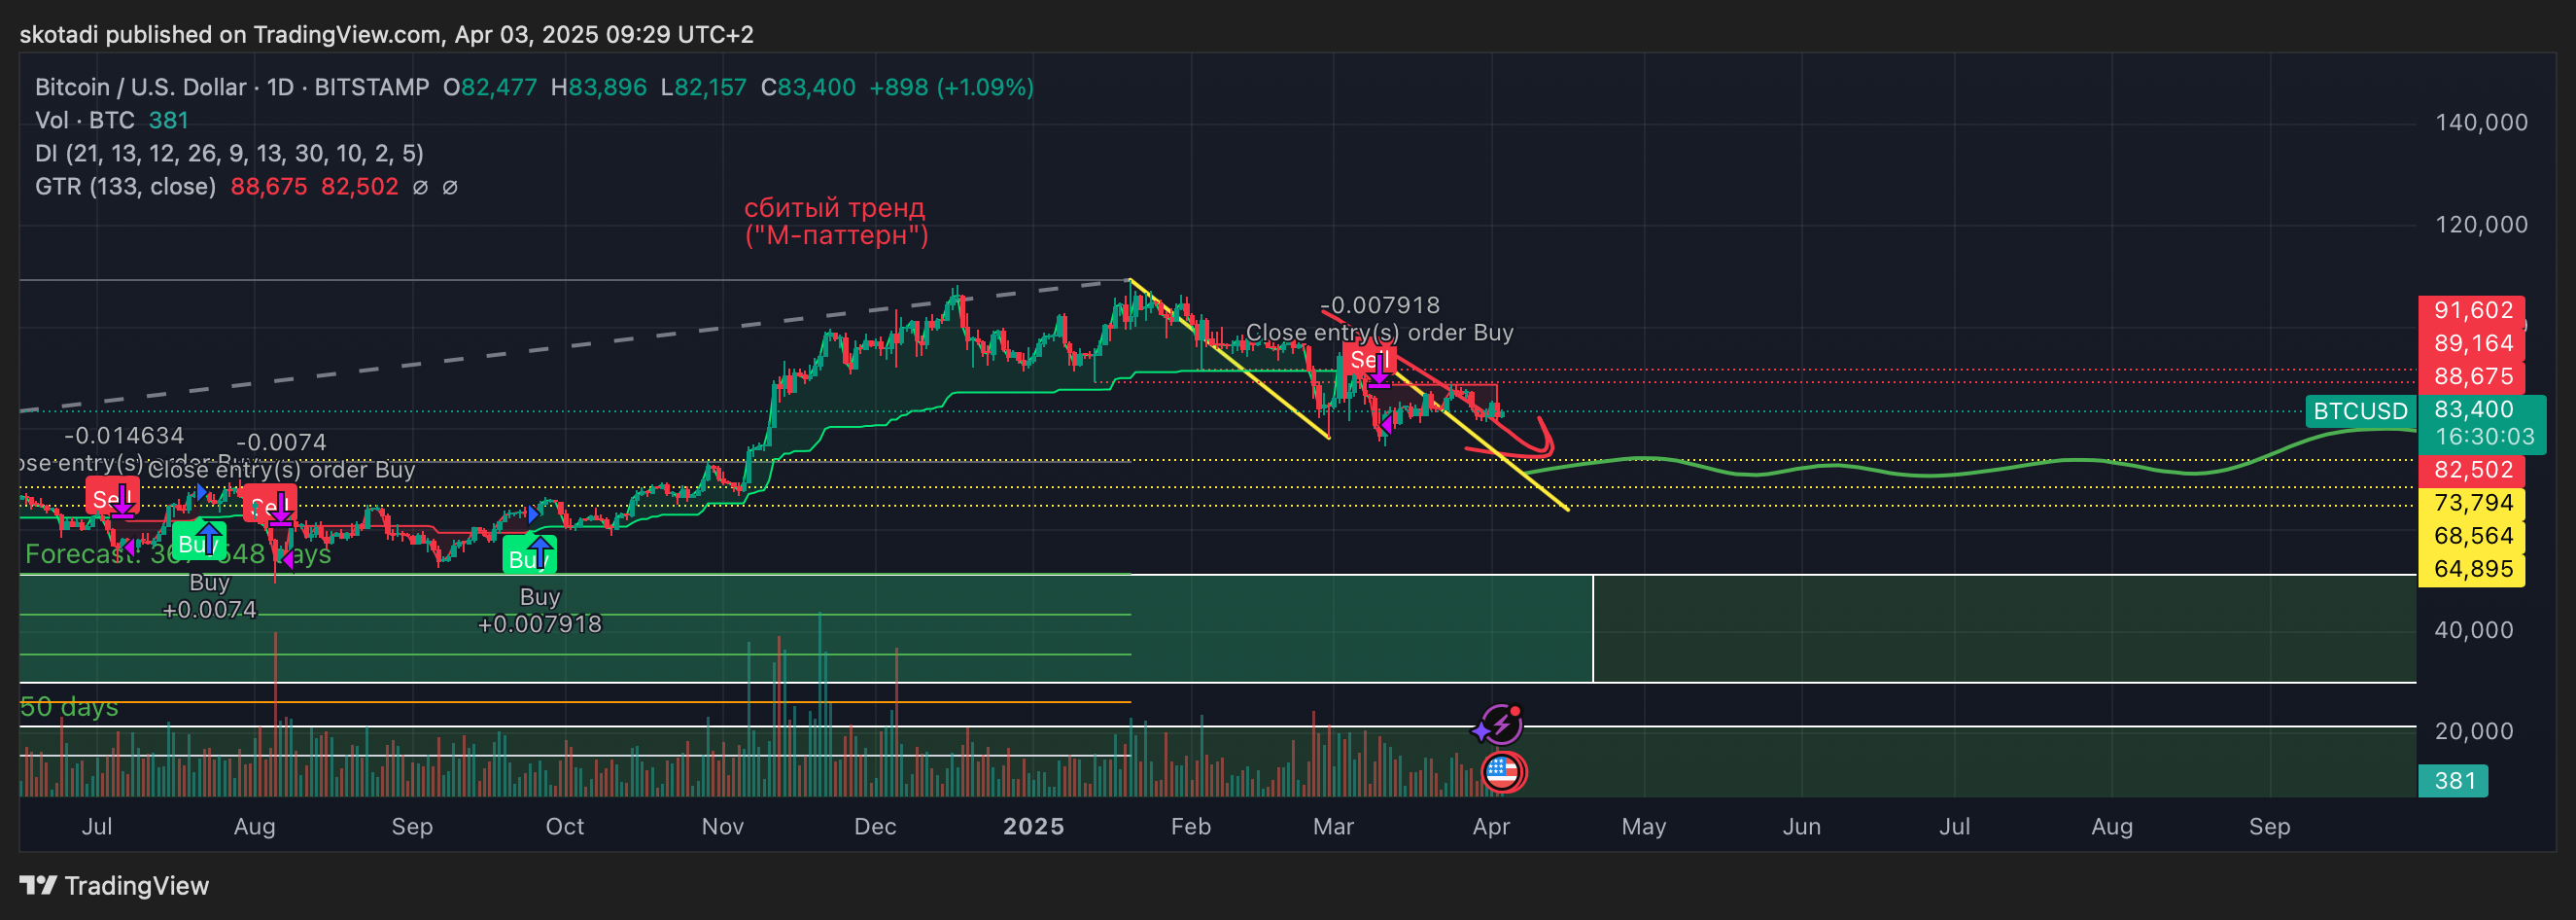 skotadi published on TradingView.com, Apr 03, 2025 09:29 UTC+2
Bitcoin / U.S. Dollar · 1D · BITSTAMP O82,477 H83,896 L82,157 C83,400 +898 (+1.09%)
Vol · BTC 381
DI (21, 13, 12, 26, 9, 13, 30, 10, 2, 5)
GTR (133, close) 88,675 82,502 ∅ ∅
140,000
120,000
сбитый тренд
("М-паттерн")
-0.007918
Close entry(s) order Buy
Sell
91,602
89,164
88,675
BTCUSD 83,400
16:30:03
82,502
73,794
68,564
64,895
-0.014634
-0.0074
ose entry(s) order Buy
Close entry(s) order Buy
Sell
Sell
Buy
Buy
Forecast: days
Buy
+0.0074
Buy
+0.007918
40,000
50 days
20,000
381
Jul Aug Sep Oct Nov Dec 2025 Feb Mar Apr May Jun Jul Aug Sep
TradingView